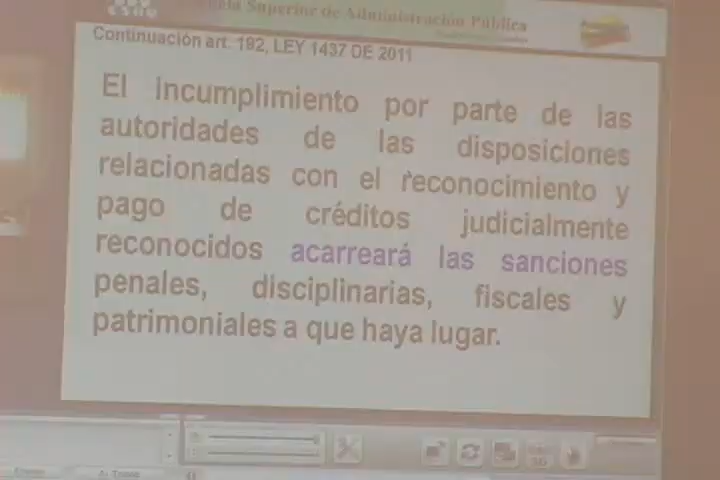 Superior de Administración Pública
Continuación art. 192, LEY 1437 DE 2011
El incumplimiento por parte de las
autoridades de las disposiciones
relacionadas con el reconocimiento y
pago de créditos judicialmente
reconocidos acarreará las sanciones
penales, disciplinarias, fiscales y
patrimoniales a que haya lugar.